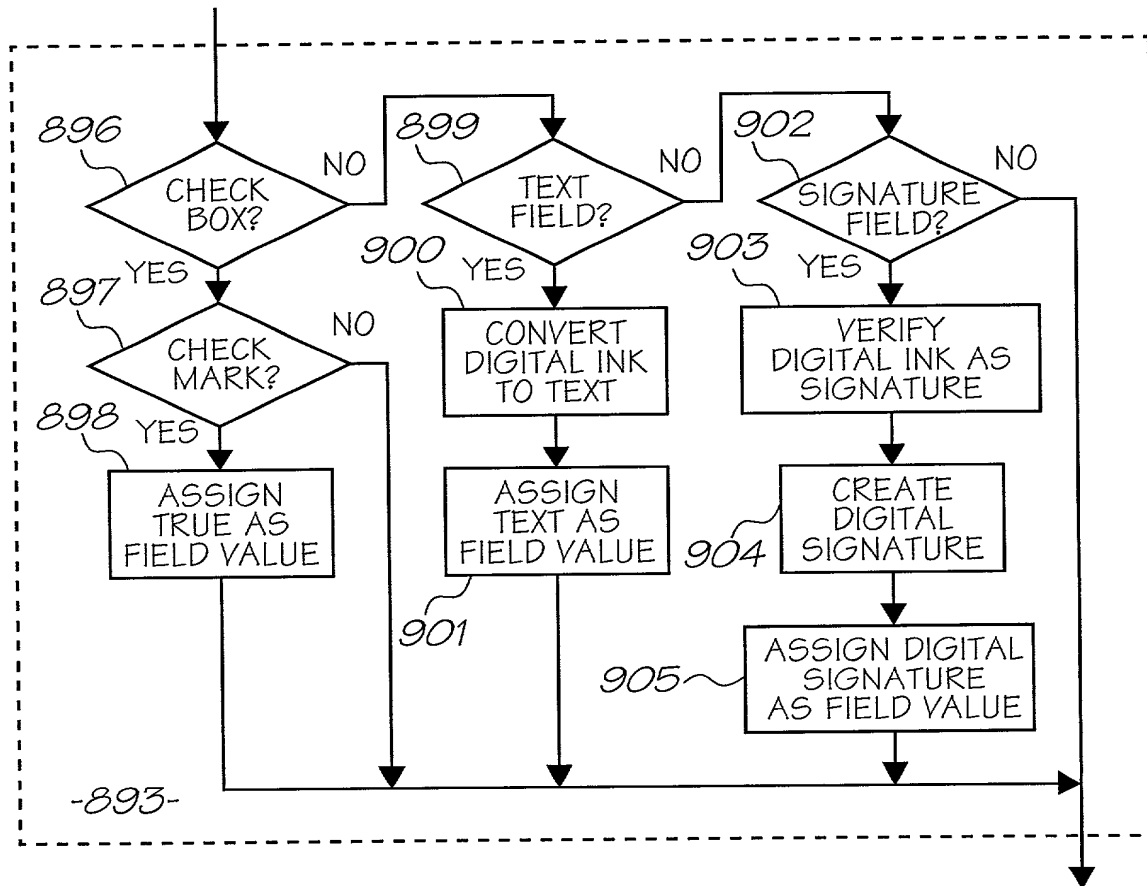 896
CHECK
BOX?
NO
YES
899
TEXT
FIELD?
NO
YES
902
SIGNATURE
FIELD?
NO
YES
897
CHECK
MARK?
NO
YES
898
ASSIGN
TRUE AS
FIELD VALUE
900
CONVERT
DIGITAL INK
TO TEXT
901
ASSIGN
TEXT AS
FIELD VALUE
903
VERIFY
DIGITAL INK AS
SIGNATURE
904
CREATE
DIGITAL
SIGNATURE
905
ASSIGN DIGITAL
SIGNATURE
AS FIELD VALUE
-893-